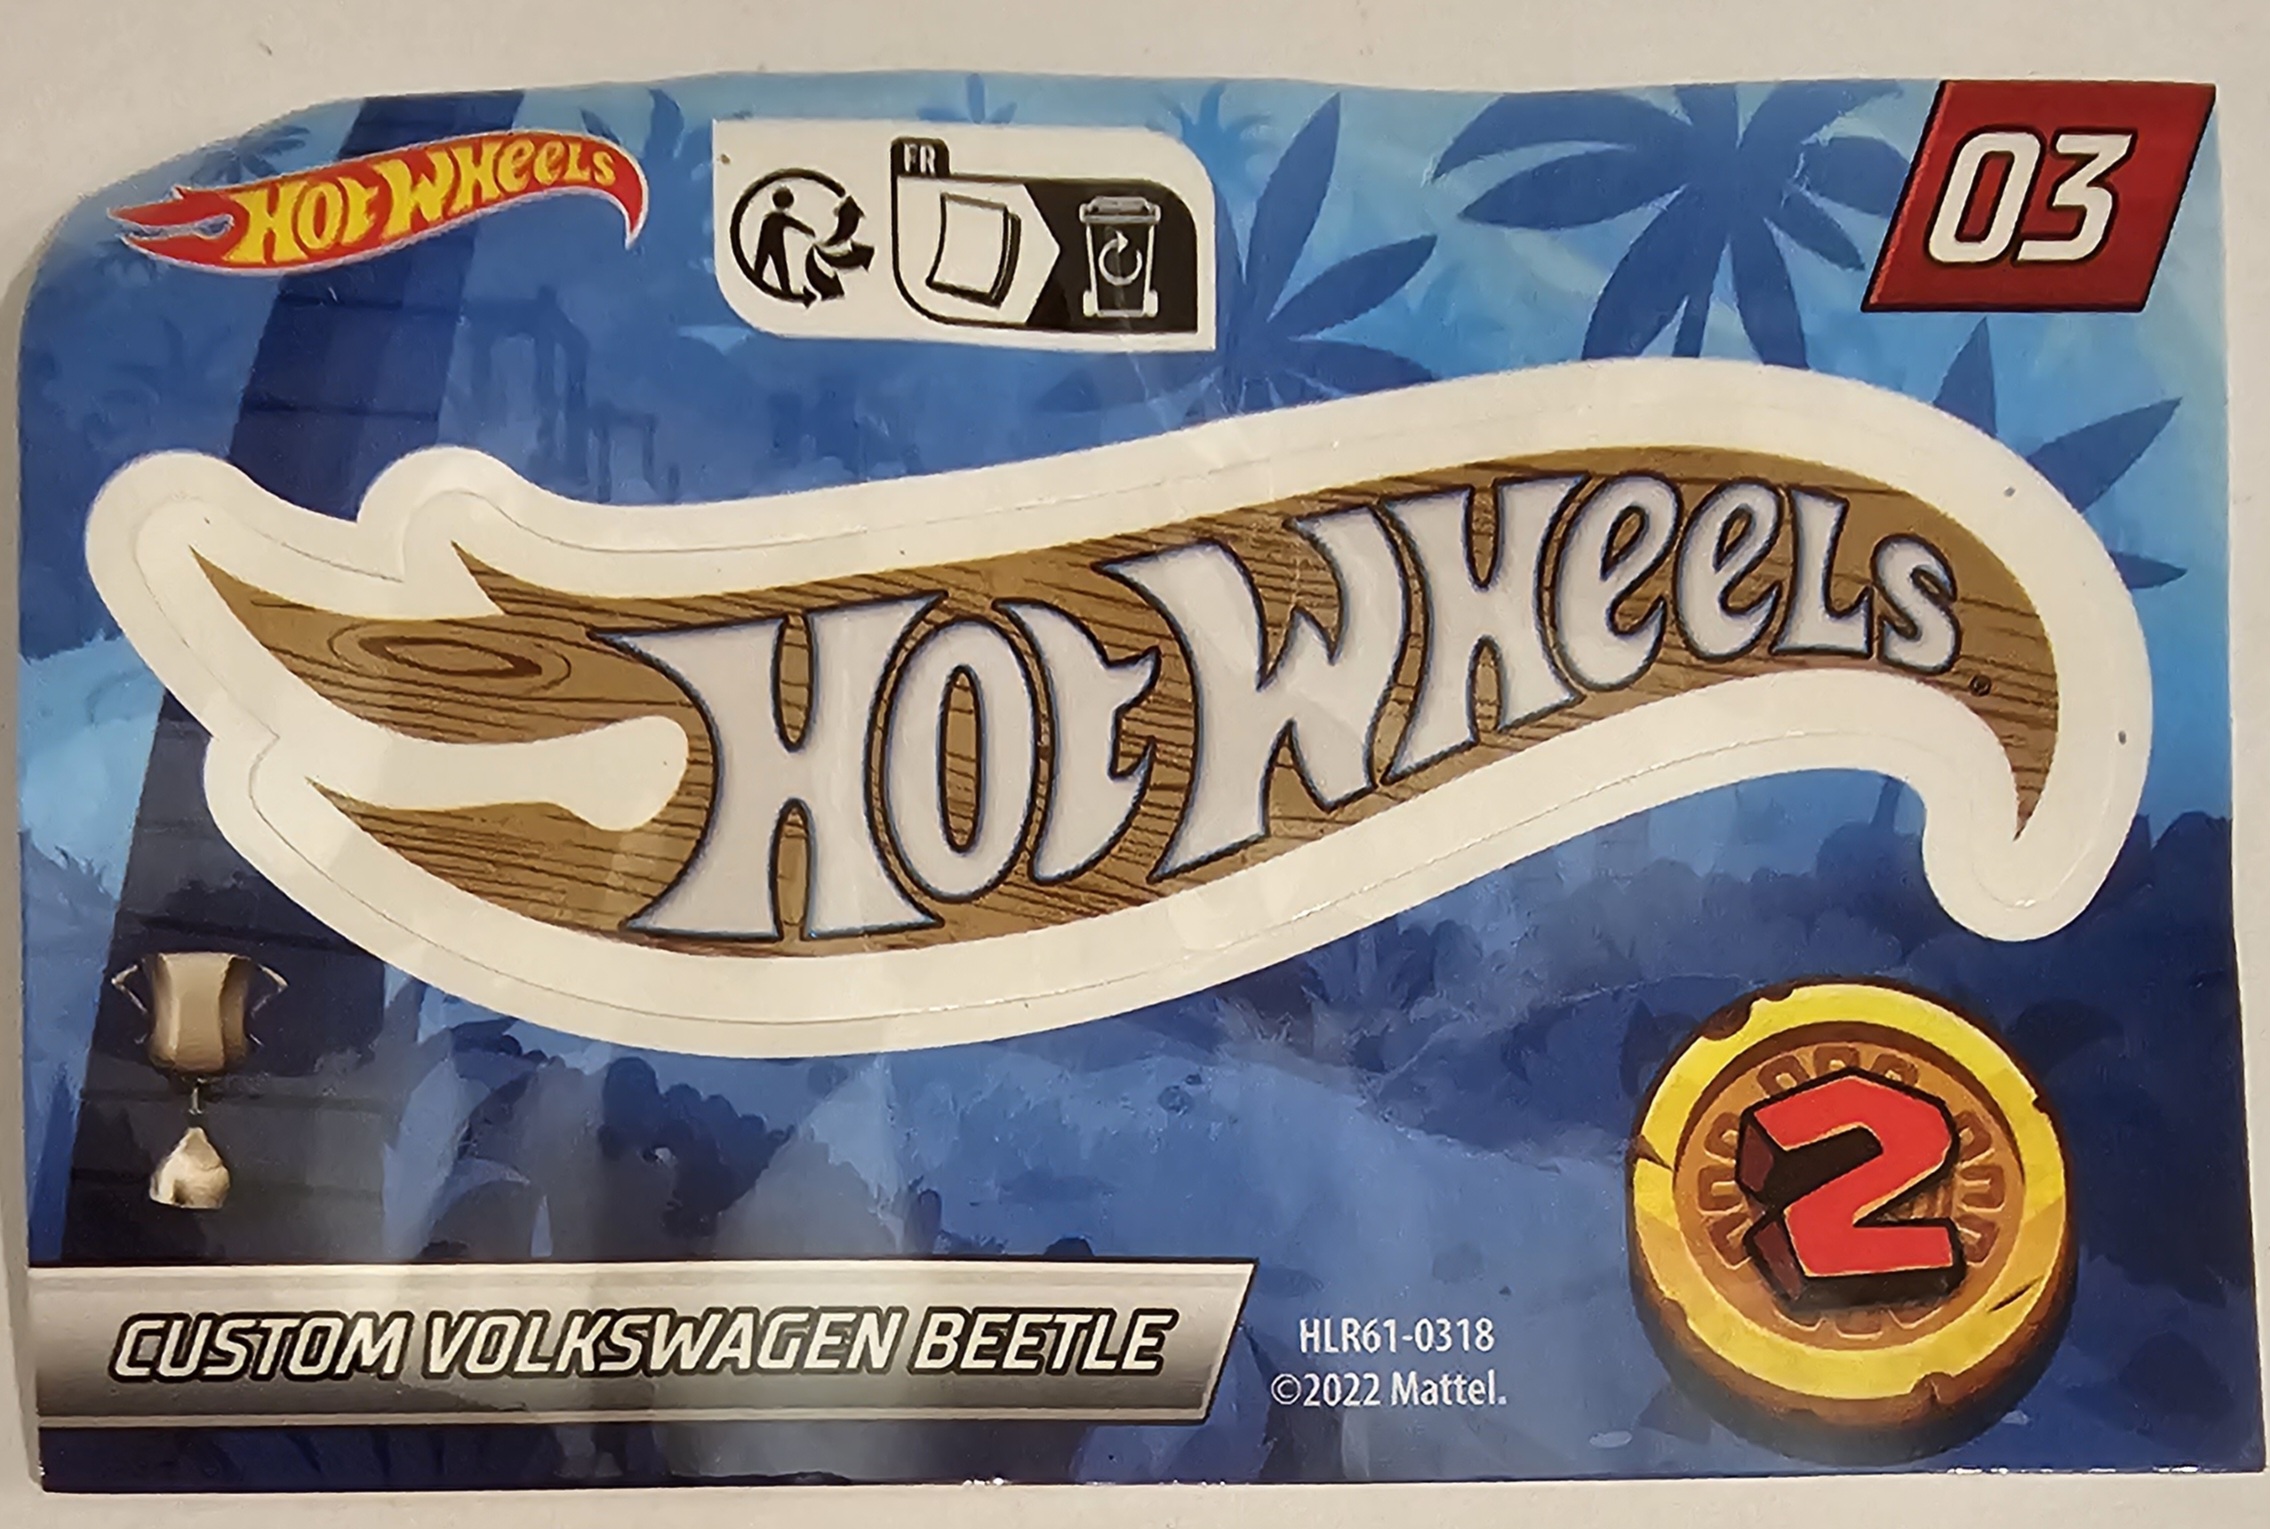 HOT WHEELS
FR
03
HOT WHEELS
®
2
CUSTOM VOLKSWAGEN BEETLE
HLR61-0318
©2022 Mattel.